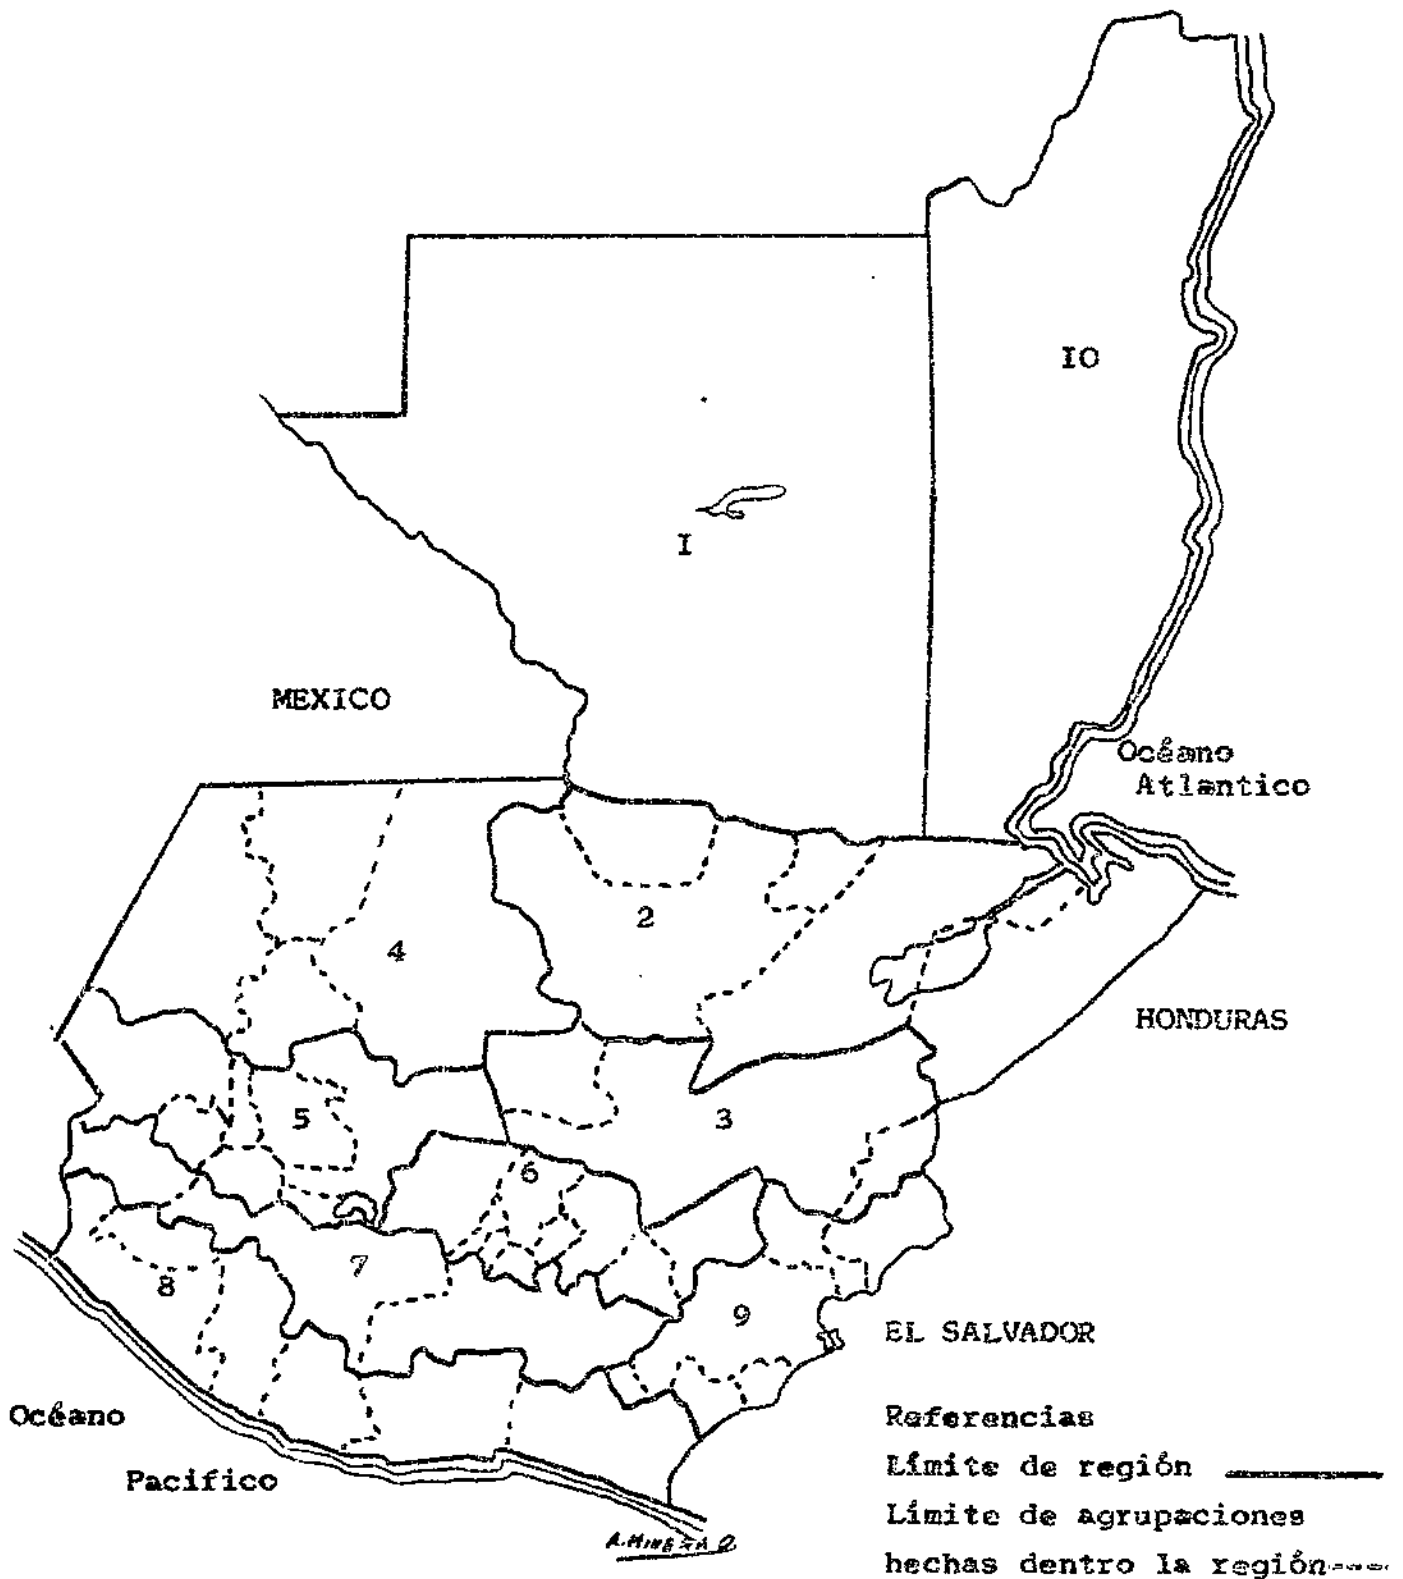 IO
I
MEXICO
Océano
Atlantico
2
4
HONDURAS
5
3
6
7
8
9
EL SALVADOR
Océano
Pacifico
Referencias
Límite de región
Límite de agrupaciones
hechas dentro la región